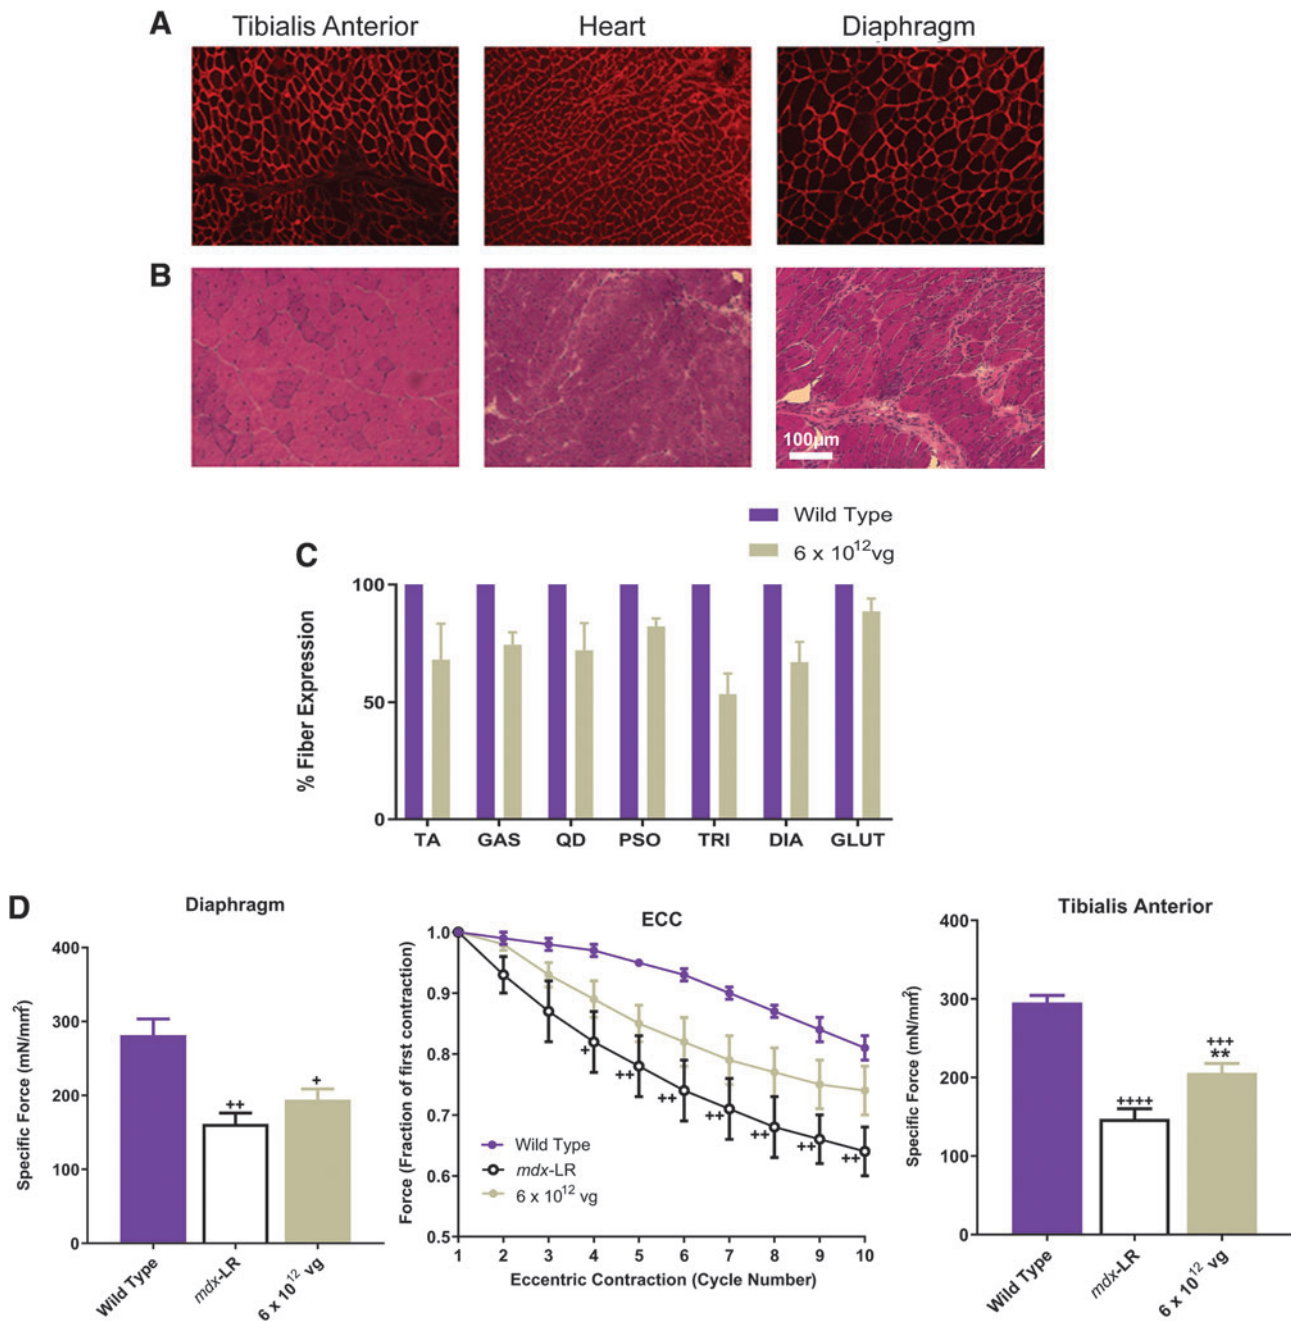 A
Tibialis Anterior
Heart
Diaphragm
B
100µm
Wild Type
6 x 10¹² vg
C
% Fiber Expression
100
50
0
TA GAS QD PSO TRI DIA GLUT
D
Diaphragm
Specific Force (mN/mm²)
400
300
200
100
0
++
+
Wild Type
mdx-LR
6 x 10¹² vg
ECC
Force (Fraction of first contraction)
1.0
0.9
0.8
0.7
0.6
0.5
+
++
++
++
++
++
++
Wild Type
mdx-LR
6 x 10¹² vg
1 2 3 4 5 6 7 8 9 10
Eccentric Contraction (Cycle Number)
Tibialis Anterior
Specific Force (mN/mm²)
400
300
200
100
0
++++
+++
**
Wild Type
mdx-LR
6 x 10¹² vg